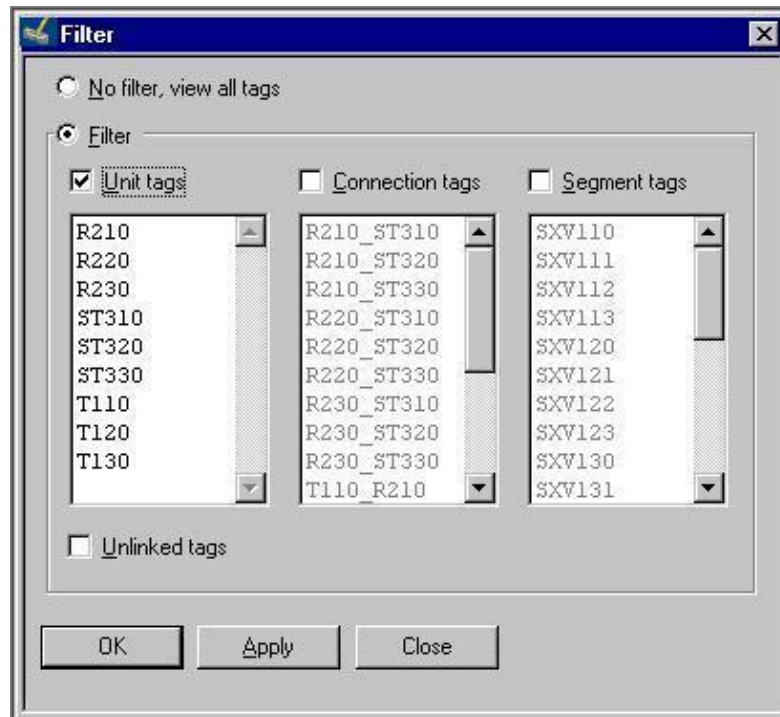 Filter
No filter, view all tags
Filter
Unit tags
Connection tags
Segment tags
R210
R220
R230
ST310
ST320
ST330
T110
T120
T130
R210_ST310
R210_ST320
R210_ST330
R220_ST310
R220_ST320
R220_ST330
R230_ST310
R230_ST320
R230_ST330
T110_R210
SXV110
SXV111
SXV112
SXV113
SXV120
SXV121
SXV122
SXV123
SXV130
SXV131
Unlinked tags
OK
Apply
Close